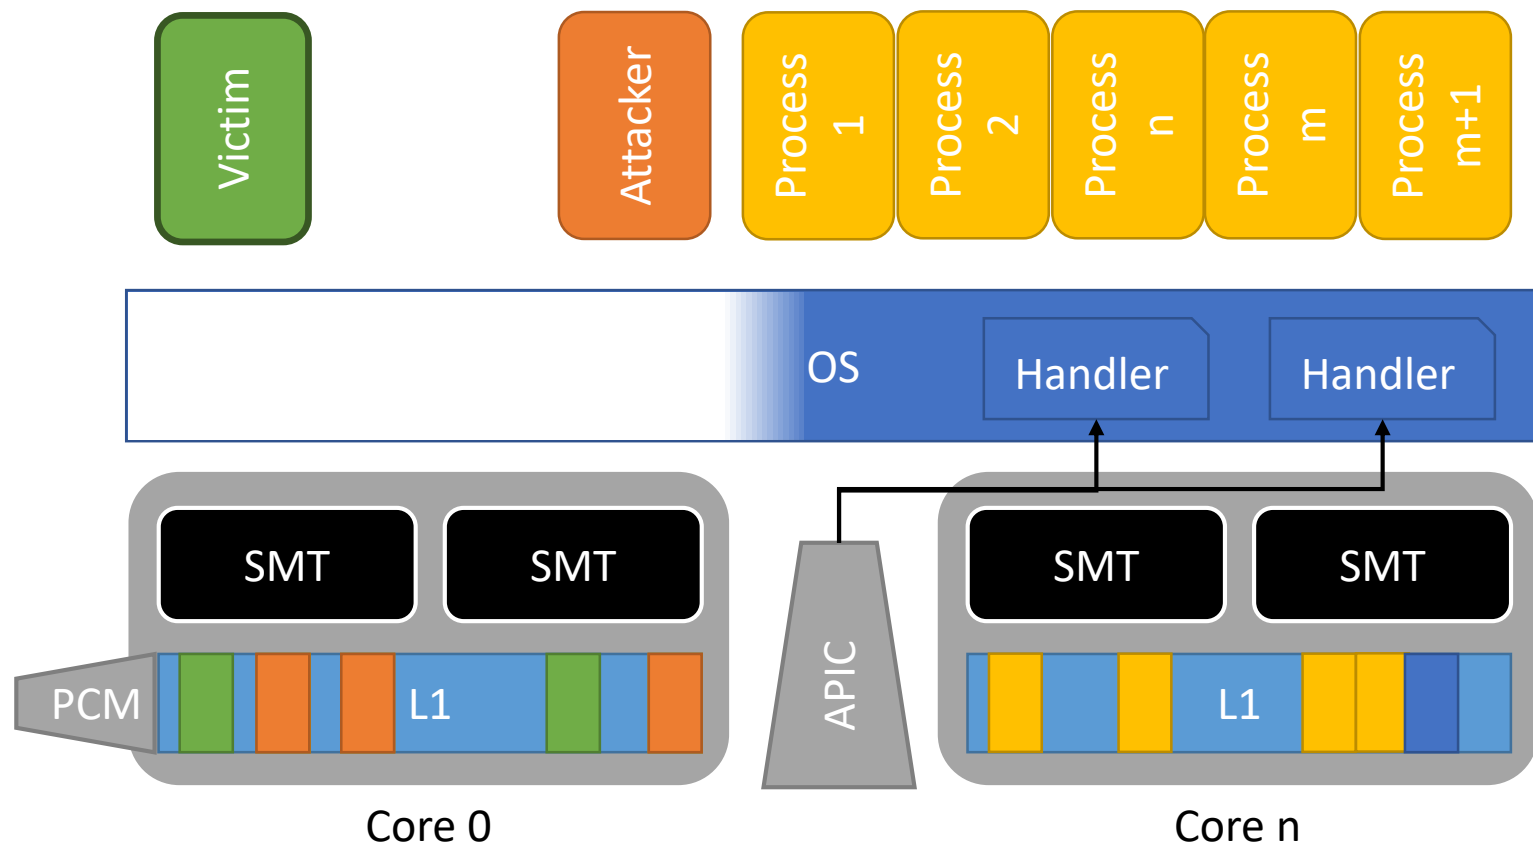 Victim
Attacker
Process
1
Process
2
Process
n
Process
m
Process
m+1
OS
Handler
Handler
SMT
SMT
SMT
SMT
PCM
L1
APIC
L1
Core 0
Core n